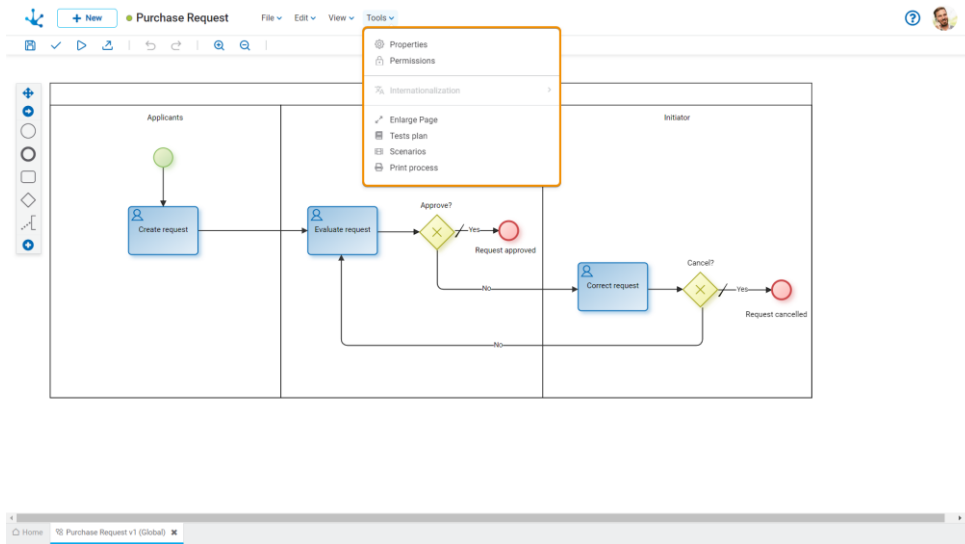 New
Purchase Request
File
Edit
View
Tools
Properties
Permissions
Internationalization
Enlarge Page
Tests plan
Scenarios
Print process
Applicants
Initiator
Create request
Evaluate request
Approve?
Yes
Request approved
No
Correct request
Cancel?
Yes
Request cancelled
No
Home
Purchase Request v1 (Global)